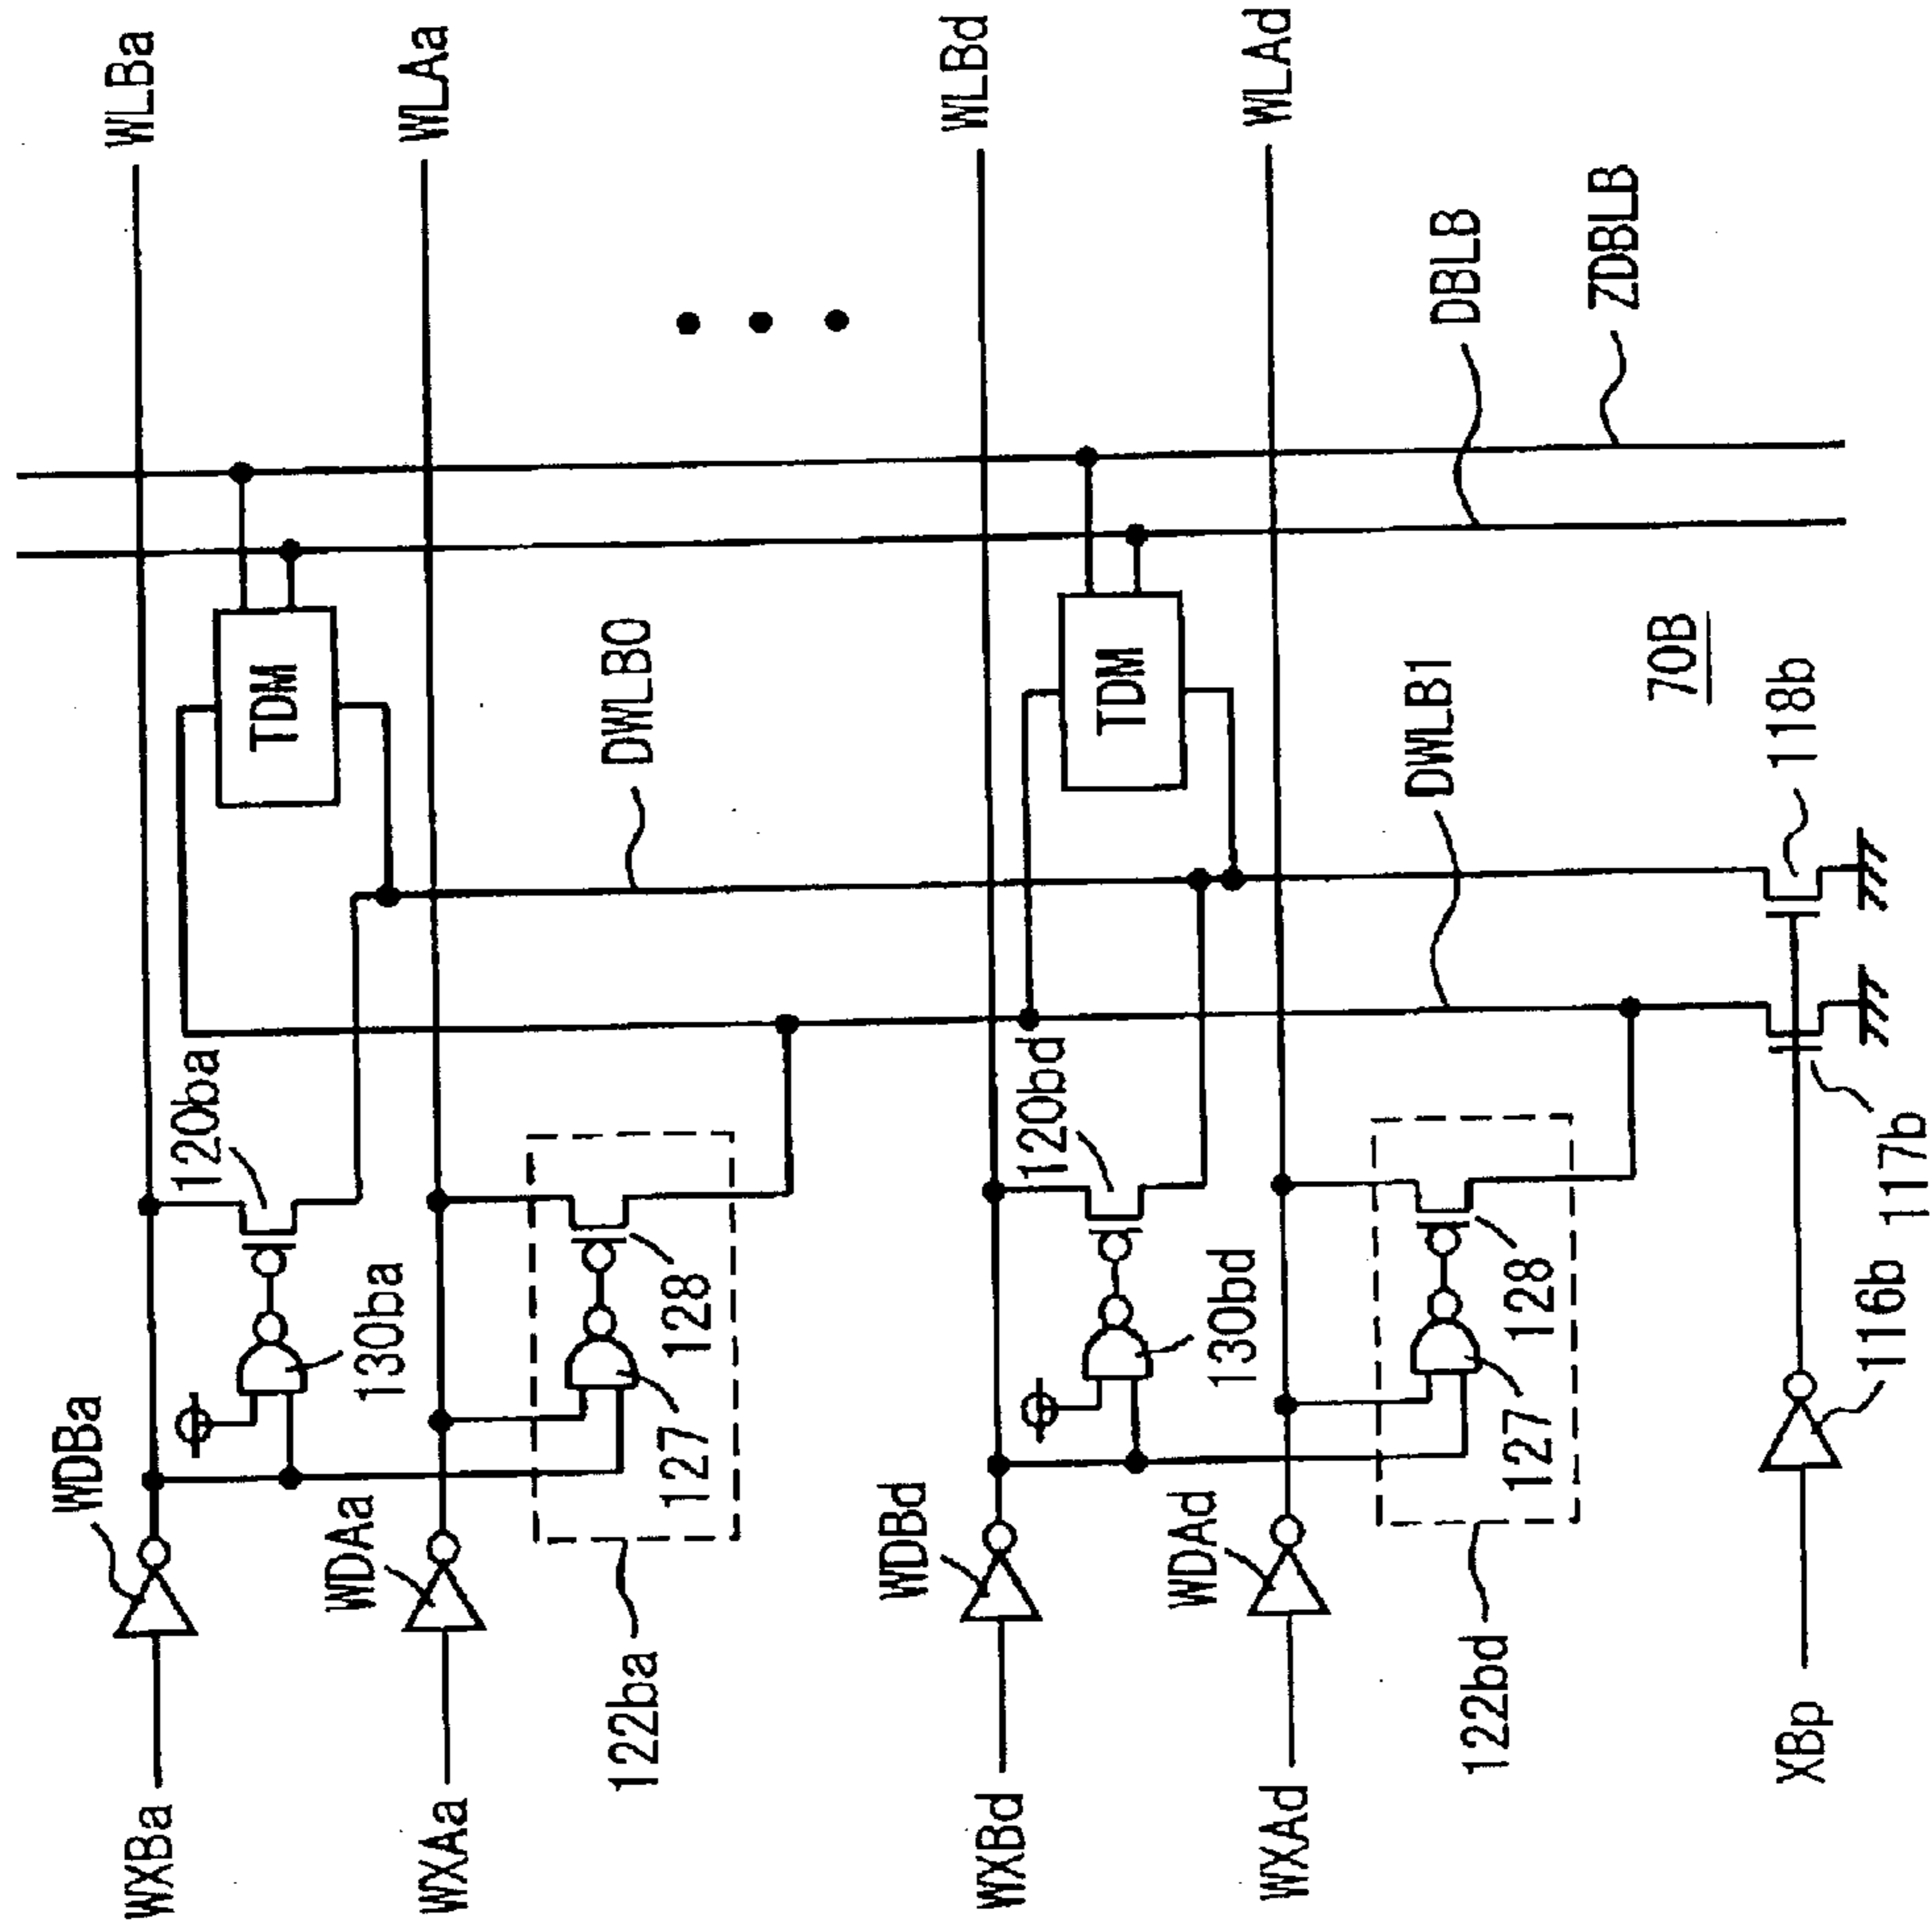 WLBa
WLAa
WLBd
WLAd
ZDBLB
DBLB
TDM
TDM
DWLB0
DWLB1
70B
118b
117b
120ba
120bd
130ba
128
127
130bd
128
127
116b
WDBa
WDAa
WDBd
WDAd
122ba
122bd
WXBa
WXAa
WXBd
WXAd
XBp